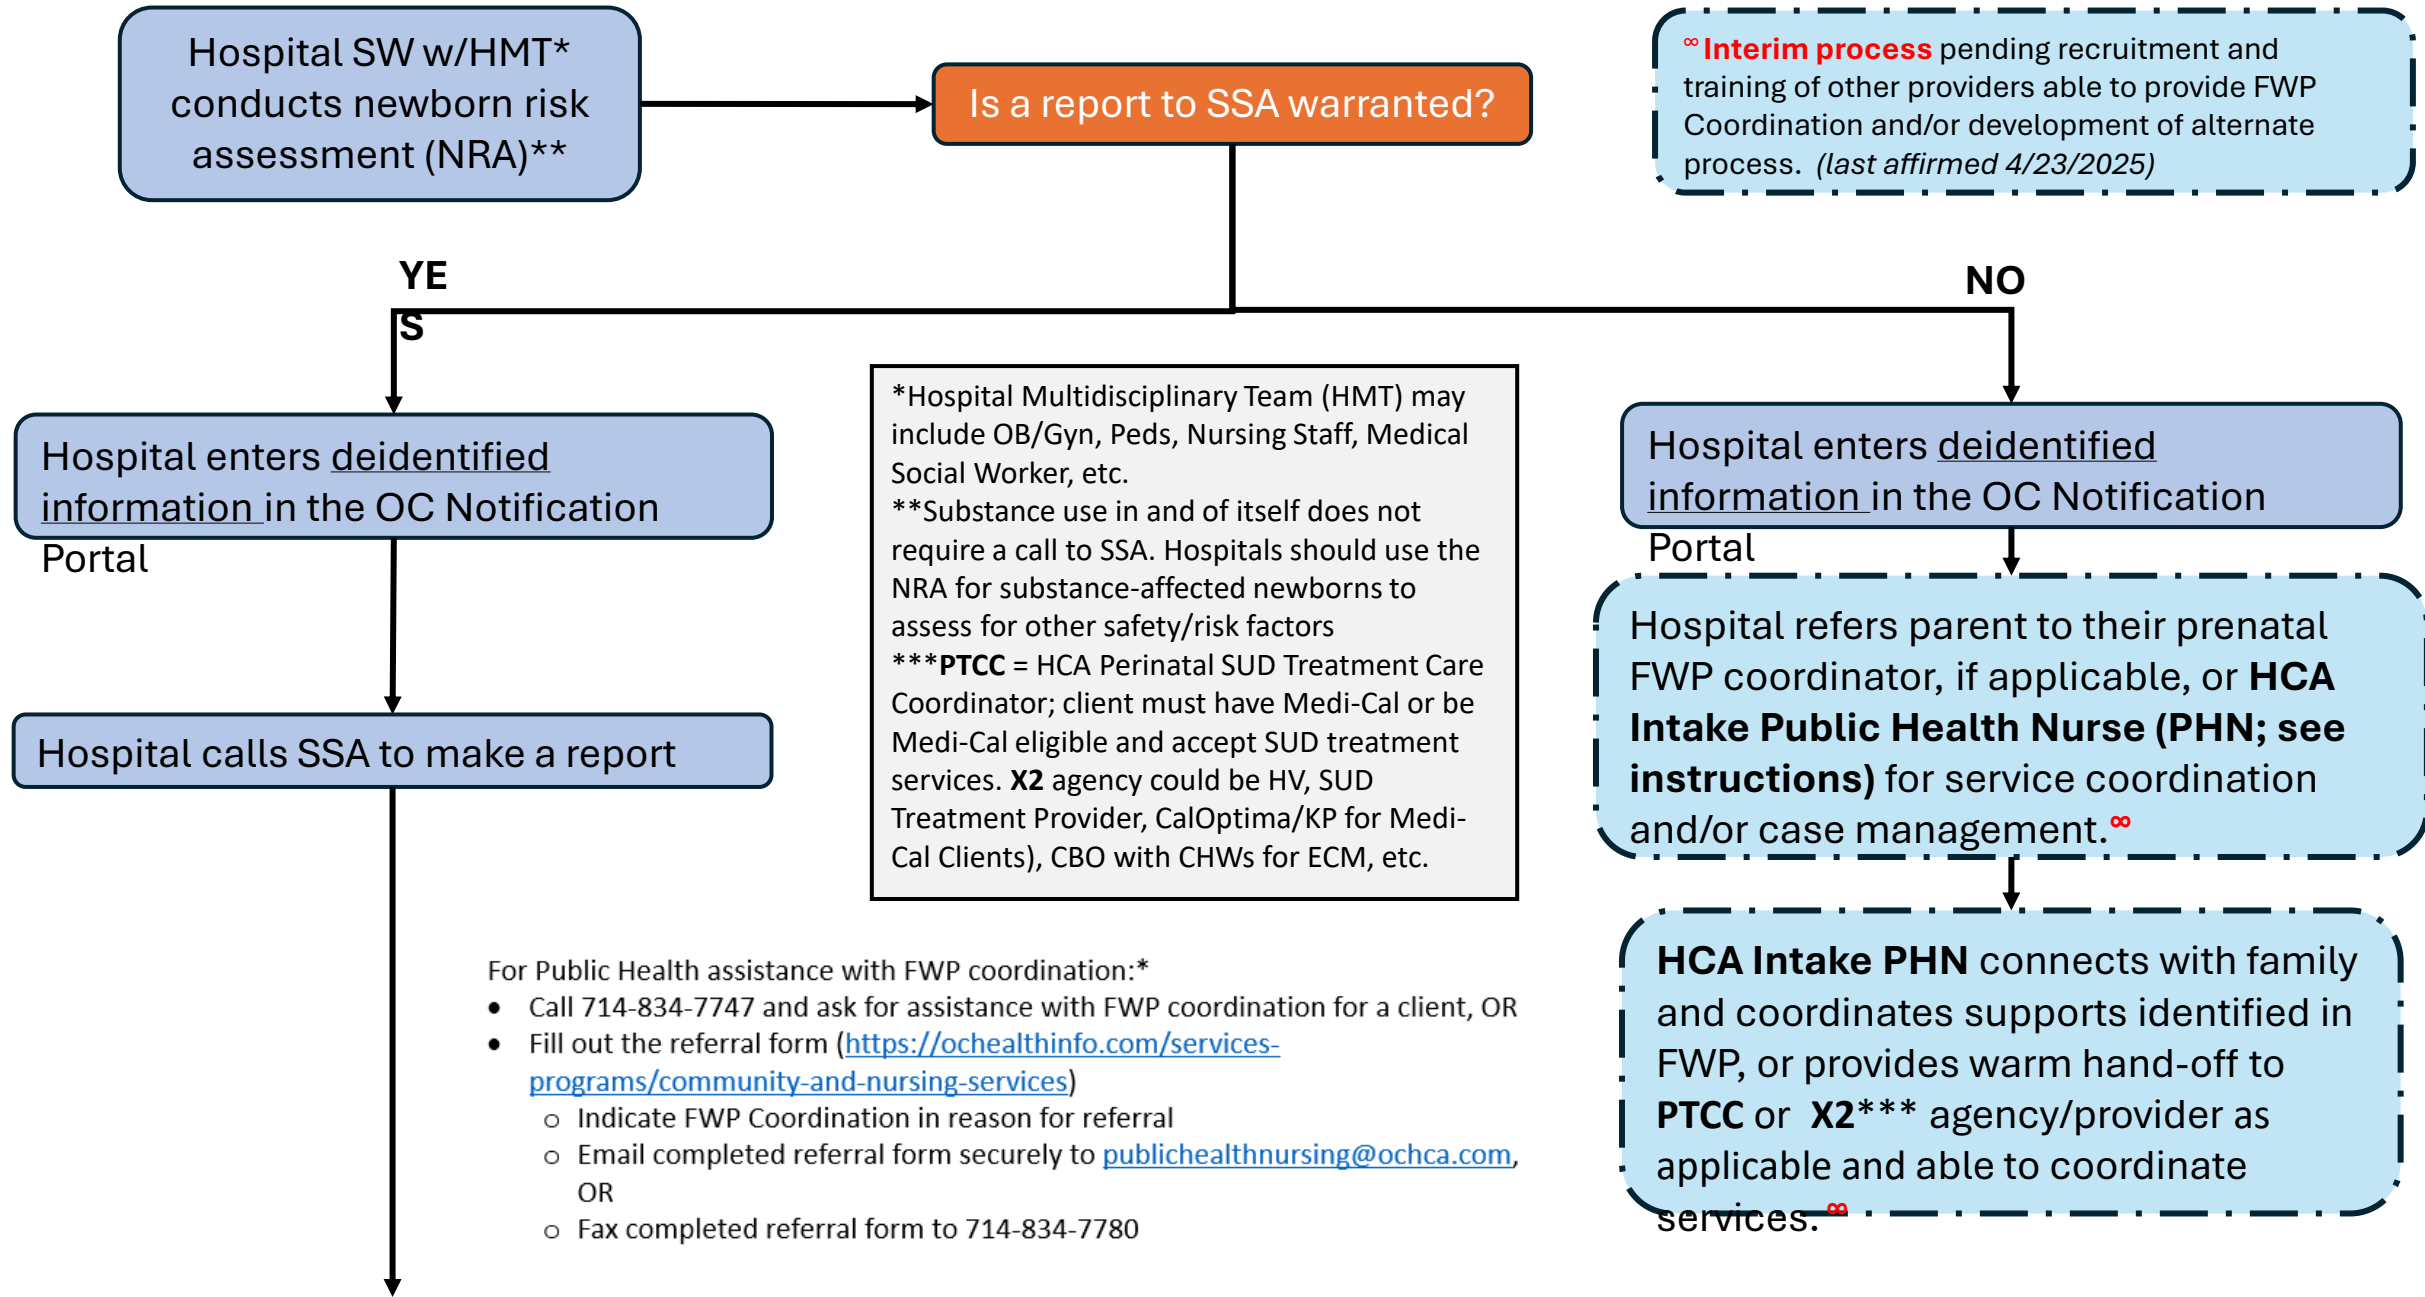 Hospital SW w/HMT*
conducts newborn risk
assessment (NRA)**
Is a report to SSA warranted?
∞ Interim process pending recruitment and
training of other providers able to provide FWP
Coordination and/or development of alternate
process. (last affirmed 4/23/2025)
YE
S
NO
Hospital enters deidentified
information in the OC Notification
Portal
Hospital calls SSA to make a report
*Hospital Multidisciplinary Team (HMT) may
include OB/Gyn, Peds, Nursing Staff, Medical
Social Worker, etc.
**Substance use in and of itself does not
require a call to SSA. Hospitals should use the
NRA for substance-affected newborns to
assess for other safety/risk factors
***PTCC = HCA Perinatal SUD Treatment Care
Coordinator; client must have Medi-Cal or be
Medi-Cal eligible and accept SUD treatment
services. X2 agency could be HV, SUD
Treatment Provider, CalOptima/KP for Medi-
Cal Clients), CBO with CHWs for ECM, etc.
Hospital enters deidentified
information in the OC Notification
Portal
Hospital refers parent to their prenatal
FWP coordinator, if applicable, or HCA
Intake Public Health Nurse (PHN; see
instructions) for service coordination
and/or case management.∞
HCA Intake PHN connects with family
and coordinates supports identified in
FWP, or provides warm hand-off to
PTCC or X2*** agency/provider as
applicable and able to coordinate
services. ∞
For Public Health assistance with FWP coordination:*
• Call 714-834-7747 and ask for assistance with FWP coordination for a client, OR
• Fill out the referral form (https://ochealthinfo.com/services-
programs/community-and-nursing-services)
o Indicate FWP Coordination in reason for referral
o Email completed referral form securely to publichealthnursing@ochca.com,
OR
o Fax completed referral form to 714-834-7780